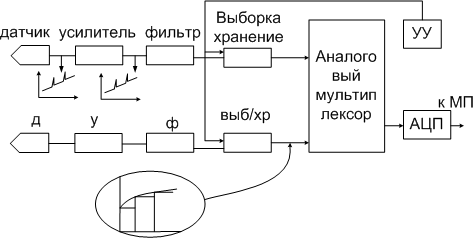 датчик усилитель фильтр
Выборка
хранение
УУ
Аналого
вый
мультип
лексор
д у ф выб/хр
АЦП
к МП